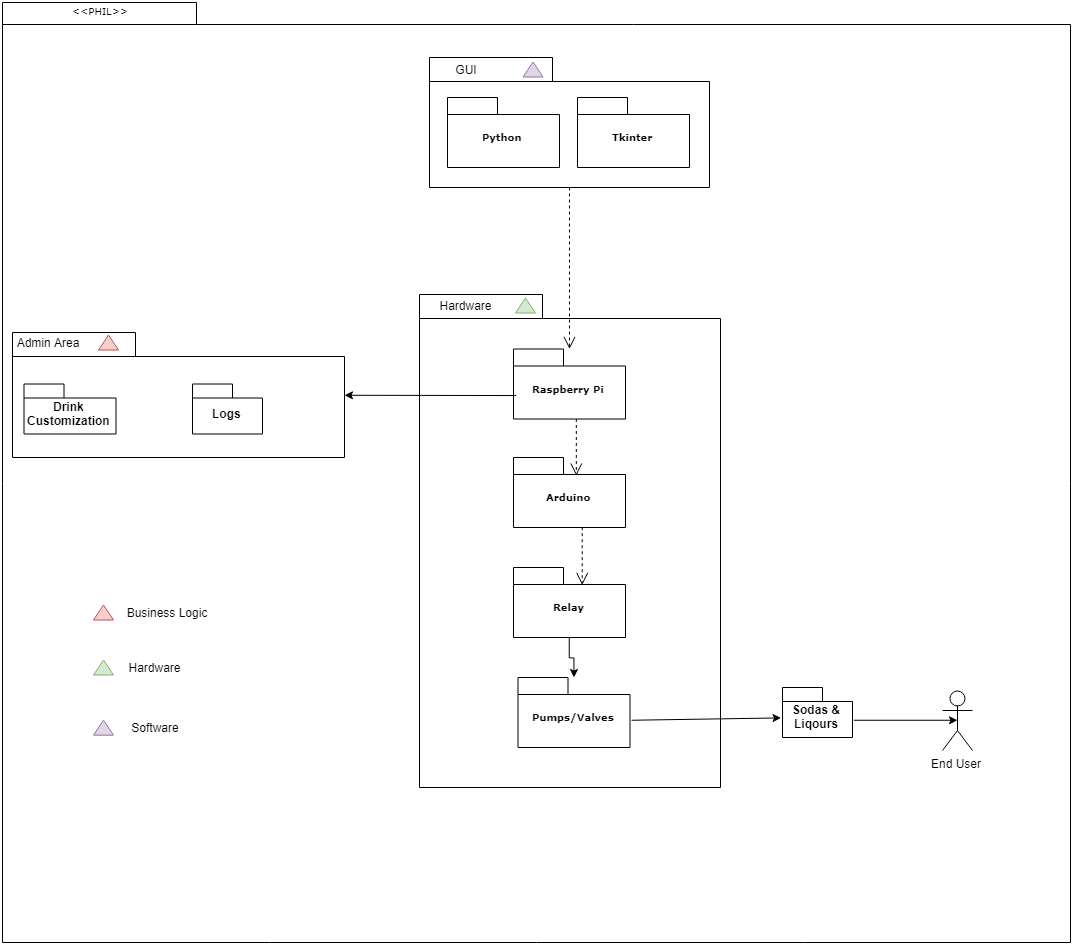 <<PHIL>>
GUI
Python
Tkinter
Hardware
Admin Area
Raspberry Pi
Drink
Customization
Logs
Arduino
Relay
Business Logic
Hardware
Software
Pumps/Valves
Sodas &
Liqours
End User